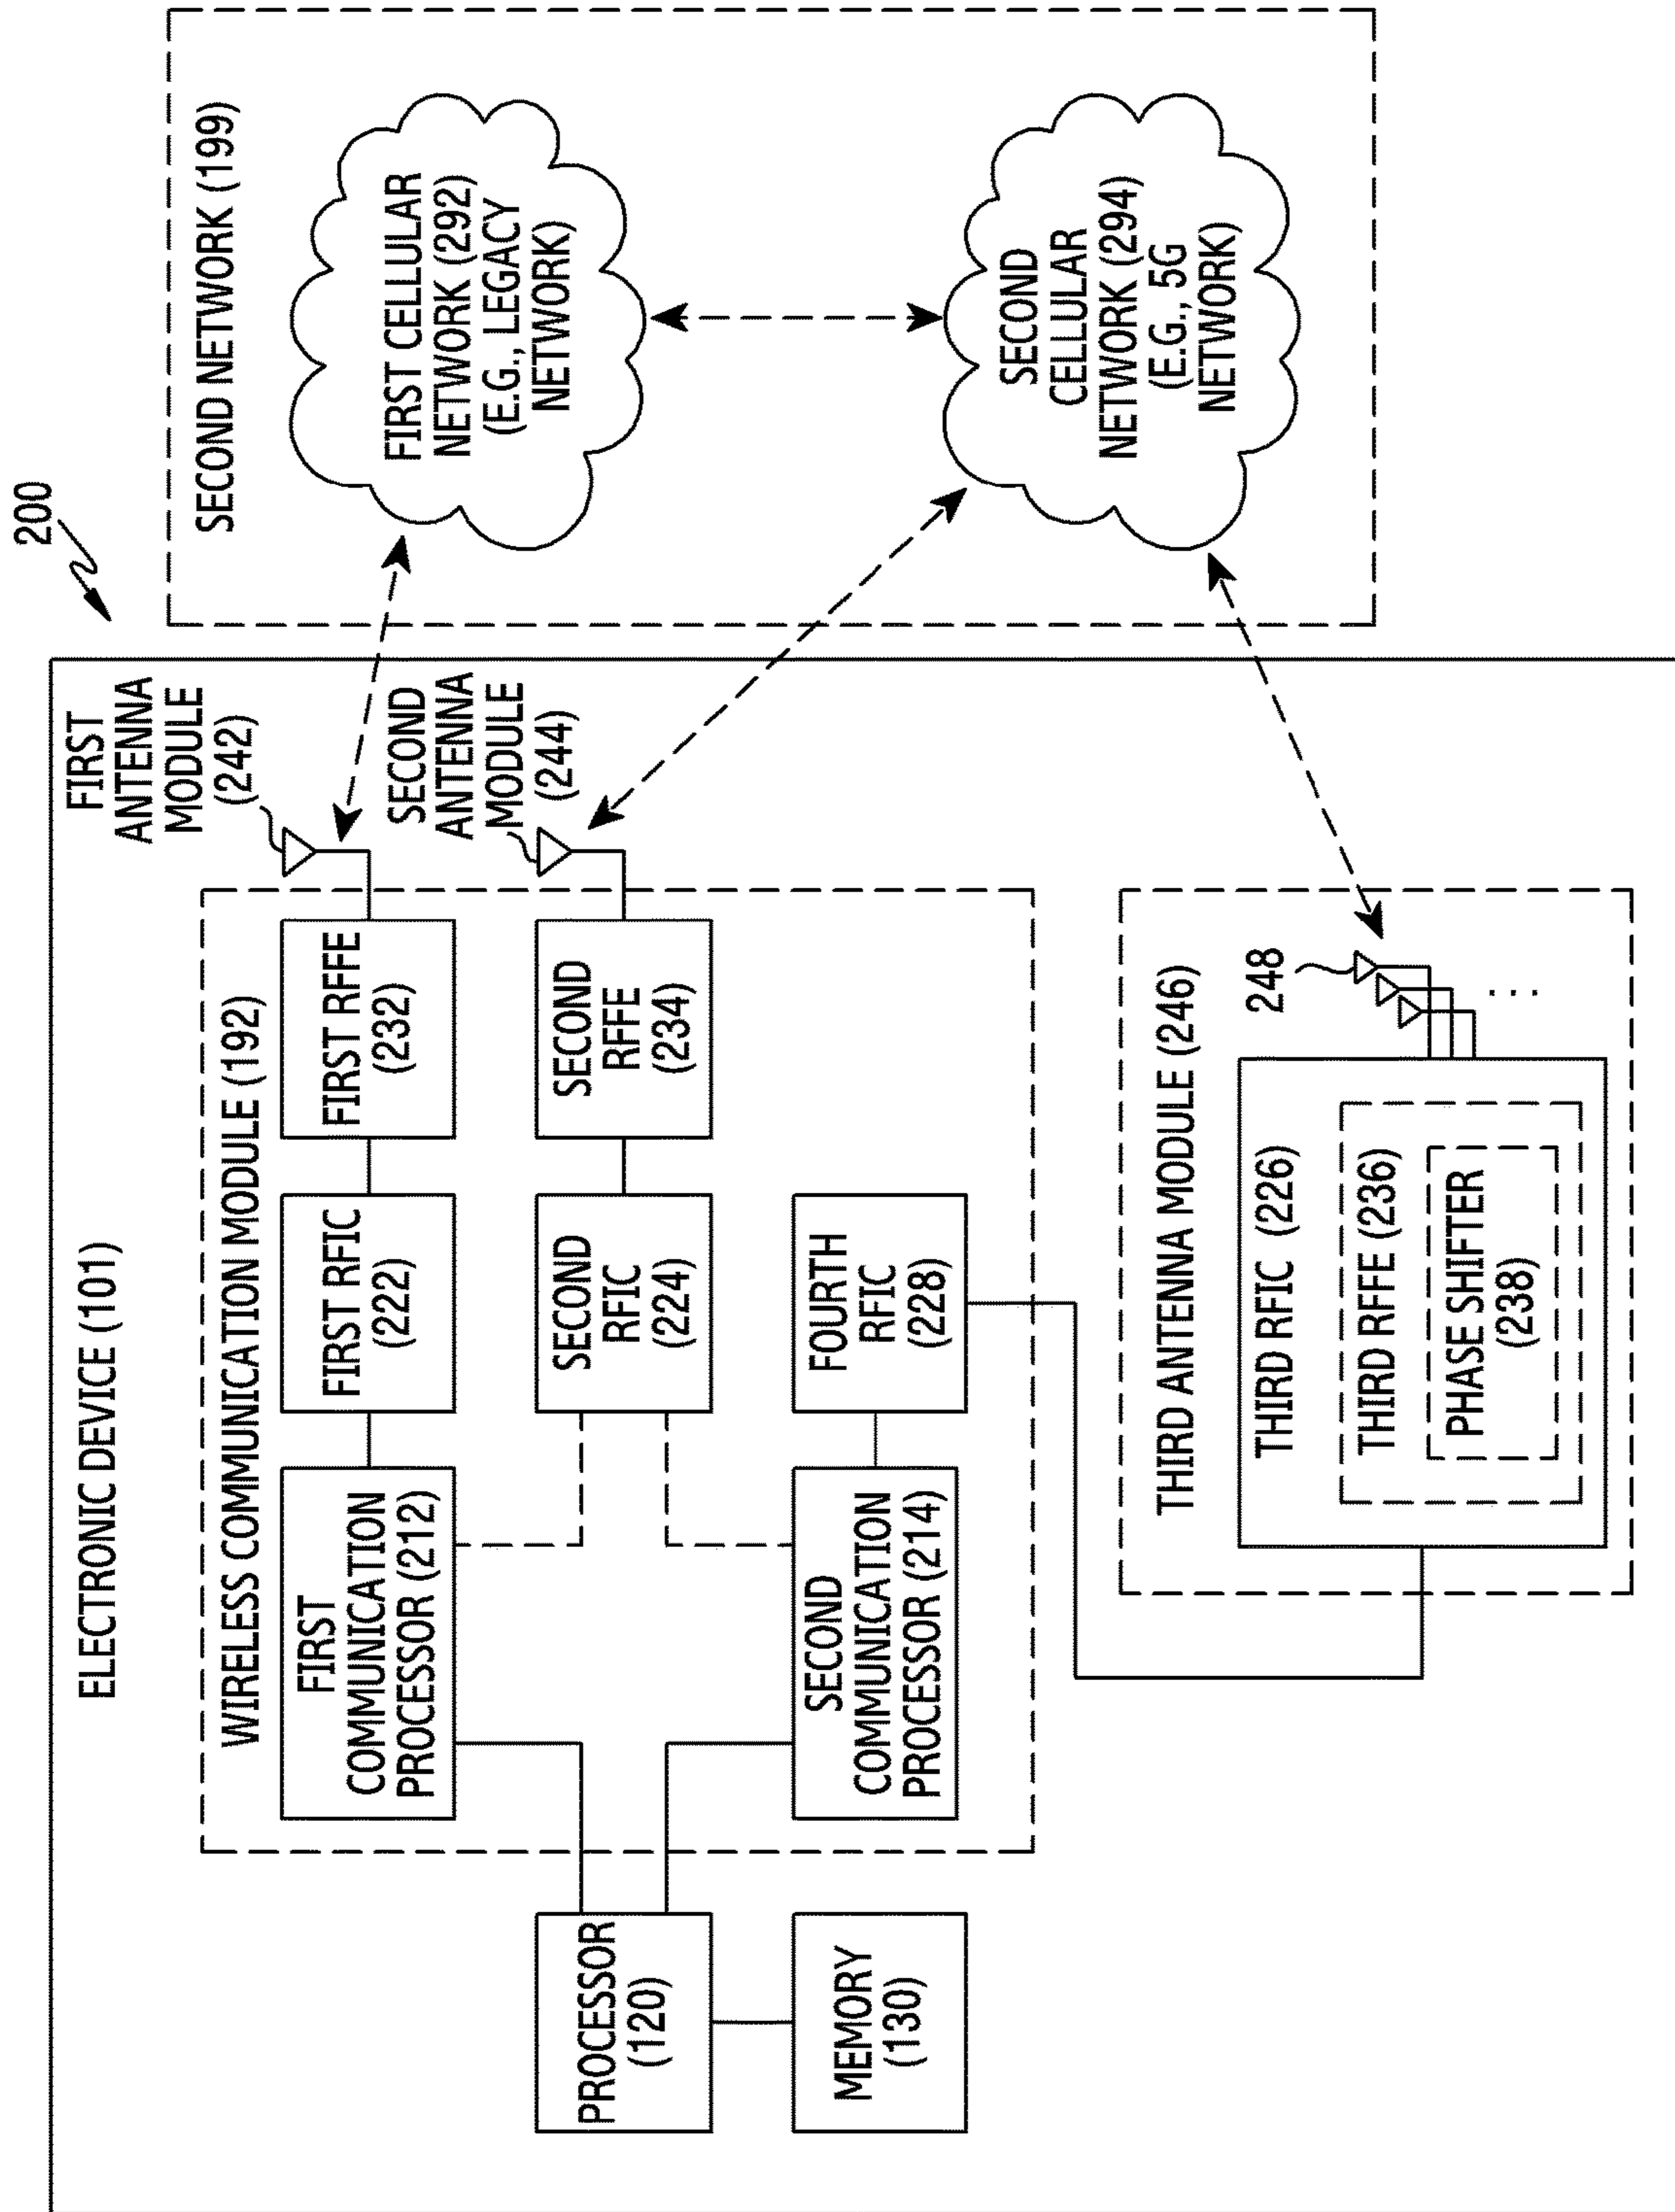 200
ELECTRONIC DEVICE (101)
FIRST
ANTENNA
MODULE
(242)
SECOND NETWORK (199)
WIRELESS COMMUNICATION MODULE (192)
FIRST
COMMUNICATION
PROCESSOR (212)
FIRST RFIC
(222)
FIRST RFFE
(232)
FIRST CELLULAR
NETWORK (292)
(E.G., LEGACY
NETWORK)
SECOND
ANTENNA
MODULE
(244)
PROCESSOR
(120)
SECOND
RFIC
(224)
SECOND
RFFE
(234)
MEMORY
(130)
SECOND
COMMUNICATION
PROCESSOR (214)
FOURTH
RFIC
(228)
SECOND
CELLULAR
NETWORK (294)
(E.G., 5G
NETWORK)
THIRD ANTENNA MODULE (246)
248
THIRD RFIC (226)
THIRD RFFE (236)
PHASE SHIFTER
(238)
...